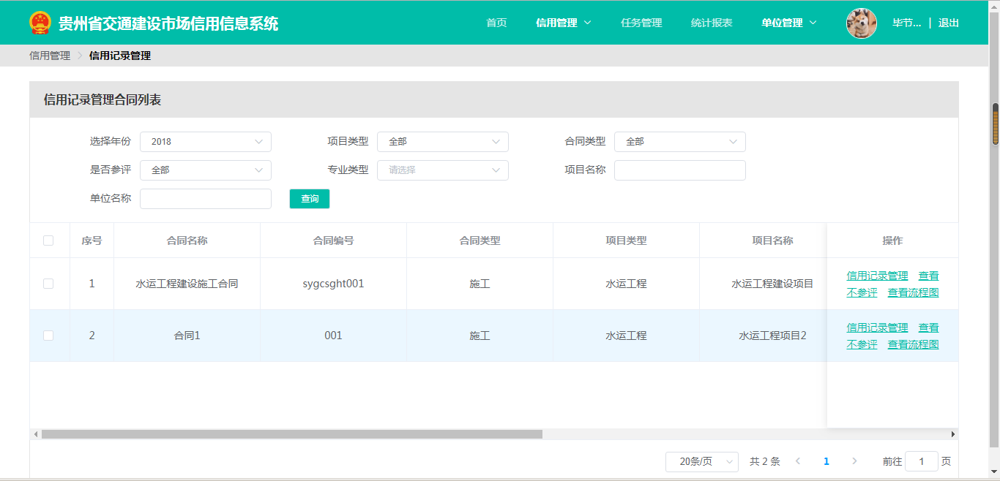 贵州省交通建设市场信用信息系统 首页 信用管理 任务管理 统计报表 单位管理 毕节... | 退出
信用管理 信用记录管理
信用记录管理合同列表
选择年份 2018 项目类型 全部 合同类型 全部
是否参评 全部 专业类型 请选择 项目名称
单位名称 查询
序号 合同名称 合同编号 合同类型 项目类型 项目名称 操作
1 水运工程建设施工合同 sygcsght001 施工 水运工程 水运工程建设项目 信用记录管理 查看
不参评 查看流程图
2 合同1 001 施工 水运工程 水运工程项目2 信用记录管理 查看
不参评 查看流程图
20条/页 共 2 条 1 前往 1 页